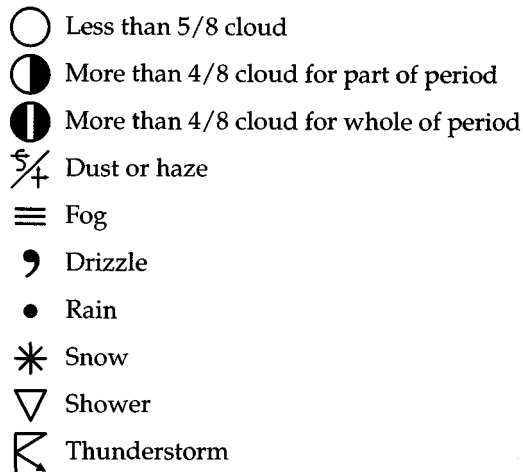 Less than 5/8 cloud
More than 4/8 cloud for part of period
More than 4/8 cloud for whole of period
Dust or haze
Fog
Drizzle
Rain
Snow
Shower
Thunderstorm